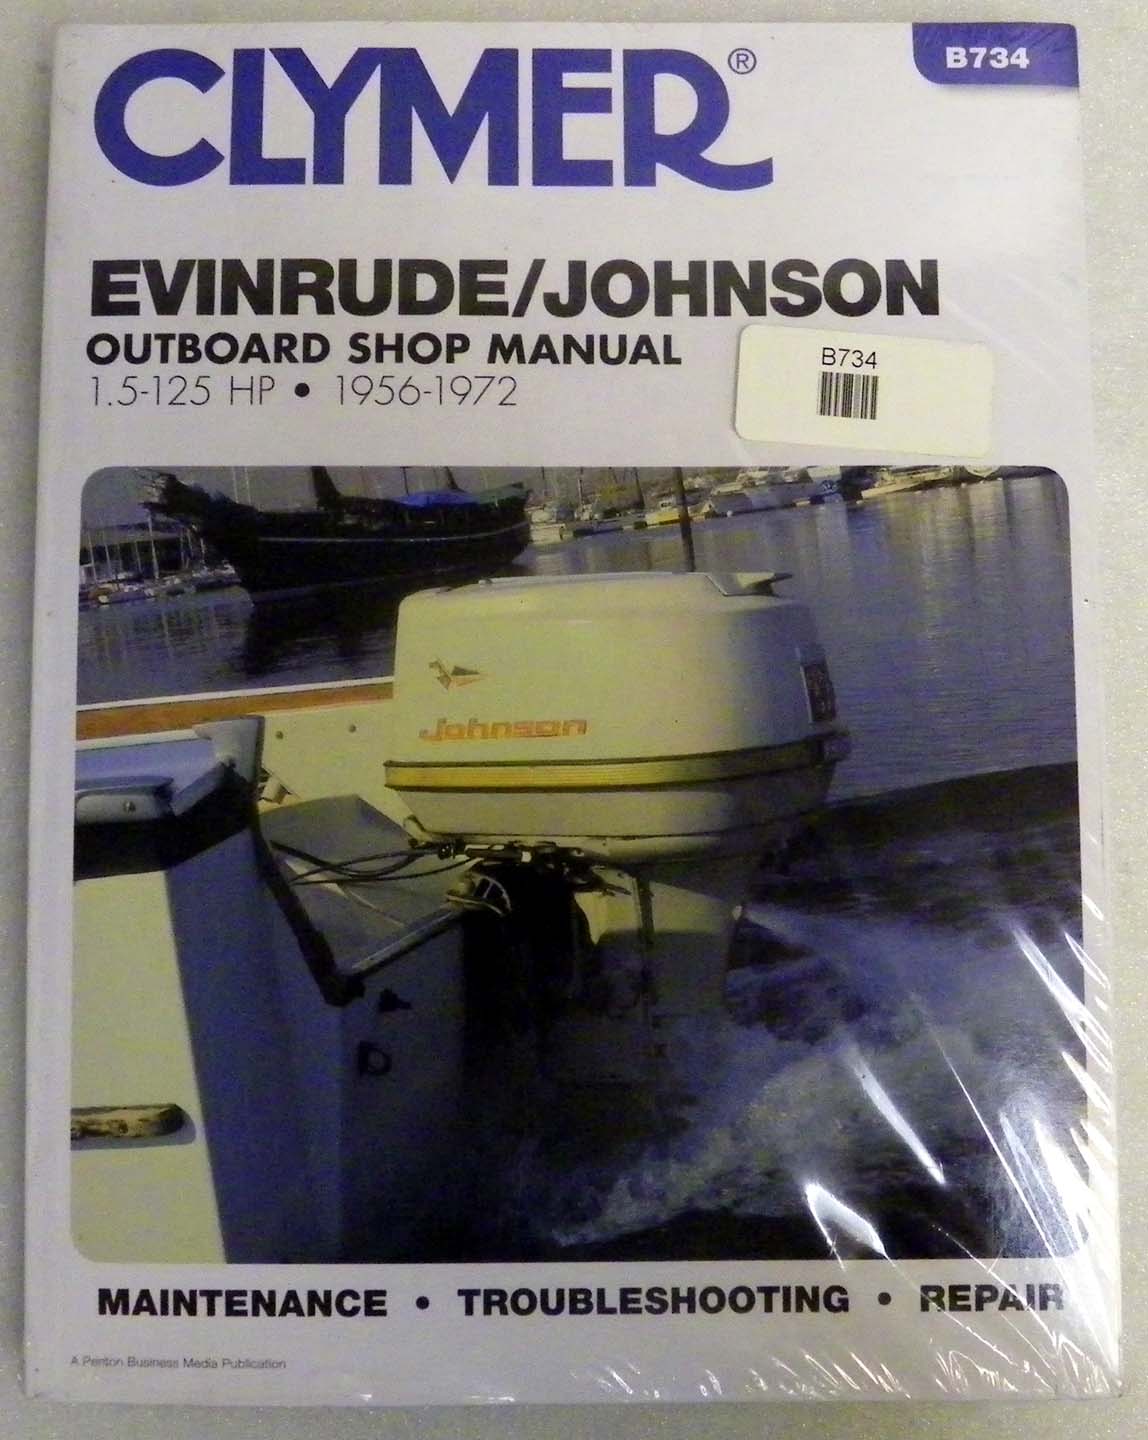 CLYMER®
B734
EVINRUDE/JOHNSON
OUTBOARD SHOP MANUAL
1.5-125 HP • 1956-1972
B734
Johnson
MAINTENANCE • TROUBLESHOOTING • REPAIR
A Penton Business Media Publication